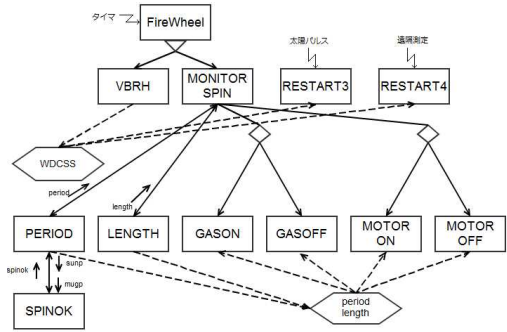 タイマ
FireWheel
太陽パルス
遠隔測定
VBRH
MONITOR
SPIN
RESTART3
RESTART4
WDCSS
period
length
PERIOD
LENGTH
GASON
GASOFF
MOTOR
ON
MOTOR
OFF
spinok
sunp
mugp
period
length
SPINOK